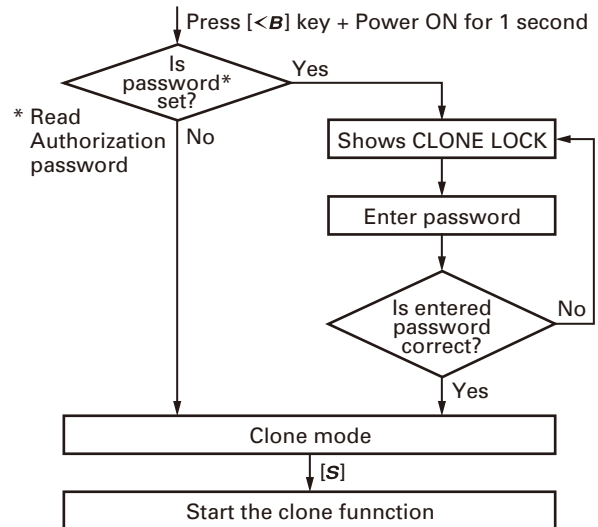 Press [<B] key + Power ON for 1 second
Is
password*
set?
Yes
* Read
Authorization
password
No
Shows CLONE LOCK
Enter password
Is entered
password
correct?
No
Yes
Clone mode
[S]
Start the clone funnction